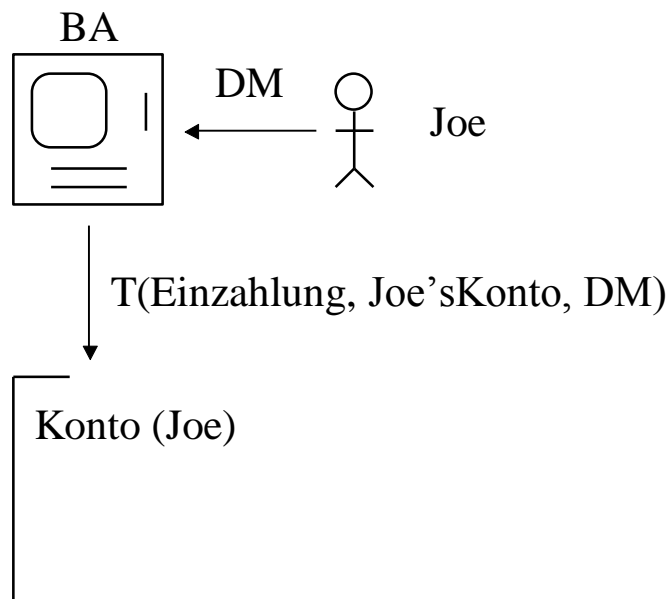 BA
DM
Joe
T(Einzahlung, Joe’sKonto, DM)
Konto (Joe)